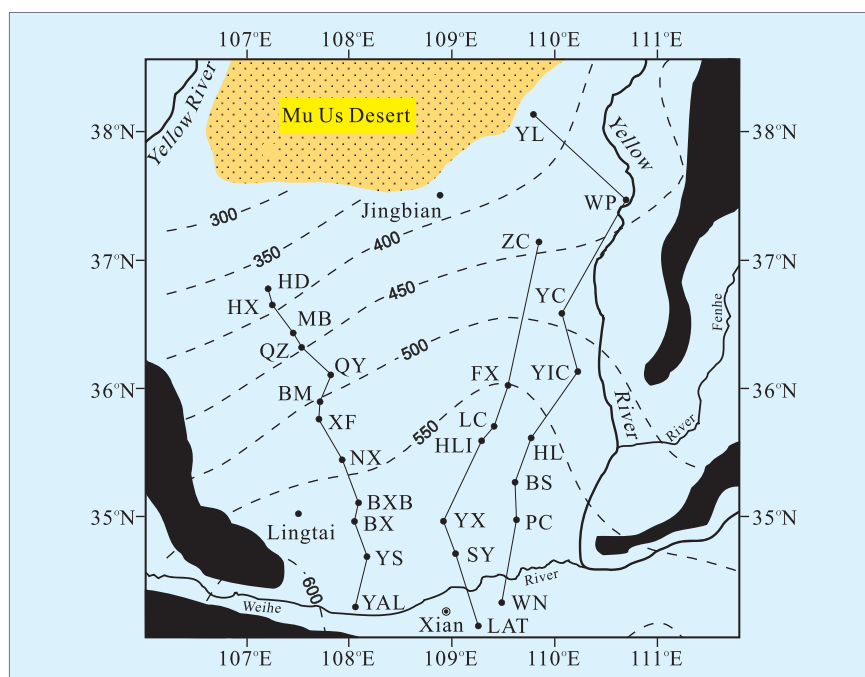 107°E 108°E 109°E 110°E 111°E
Yellow River
Mu Us Desert
38°N
YL
Yellow
38°N
Jingbian
WP
300
ZC
400
350
37°N
37°N
HD
450
HX
YC
Fenhe
MB
500
QZ
QY
36°N
FX
YIC
36°N
BM
River
XF
LC
550
River
HLI
HL
NX
BS
BXB
35°N
Lingtai
BX
YX
PC
35°N
YS
SY
600
River
Weihe
YAL
WN
Xian
LAT
107°E 108°E 109°E 110°E 111°E